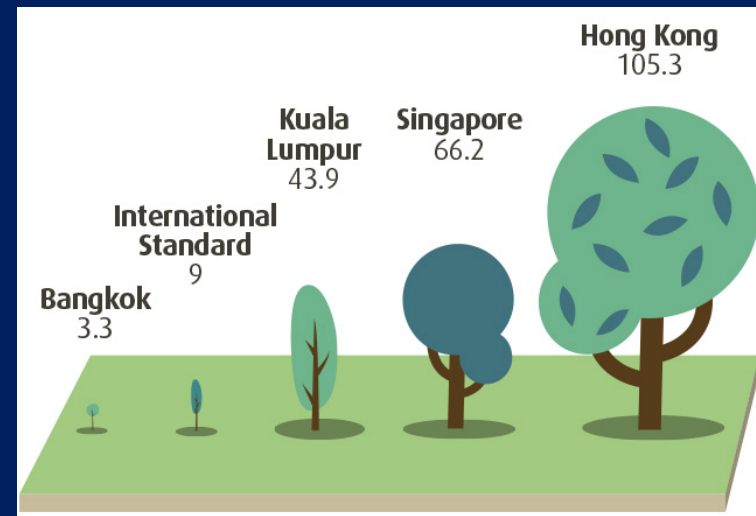 Bangkok
3.3
International
Standard
9
Kuala
Lumpur
43.9
Singapore
66.2
Hong Kong
105.3